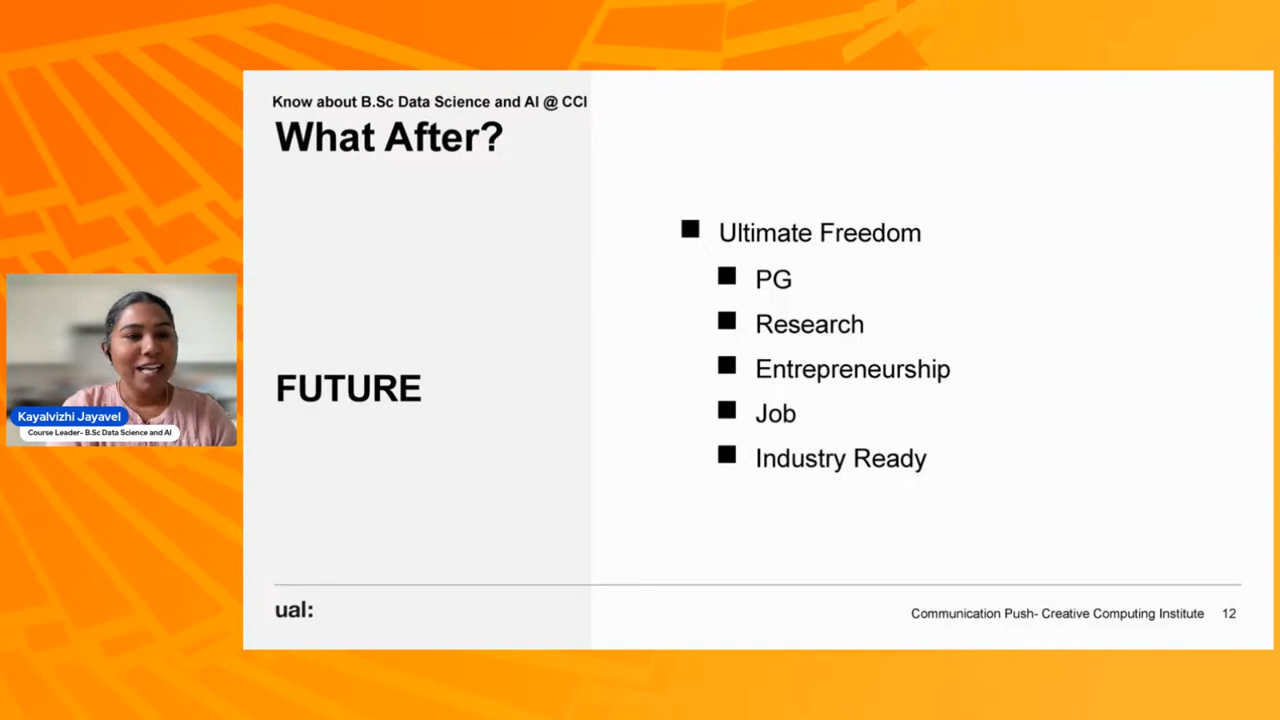 Know about B.Sc Data Science and AI @ CCI
What After?
Ultimate Freedom
PG
Research
Entrepreneurship
Job
Industry Ready
FUTURE
Kayalvizhi Jayavel
Course Leader- B.Sc Data Science and AI
ual:
Communication Push- Creative Computing Institute 12